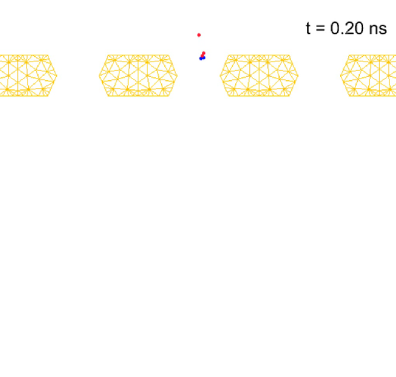 t = 0.20 ns